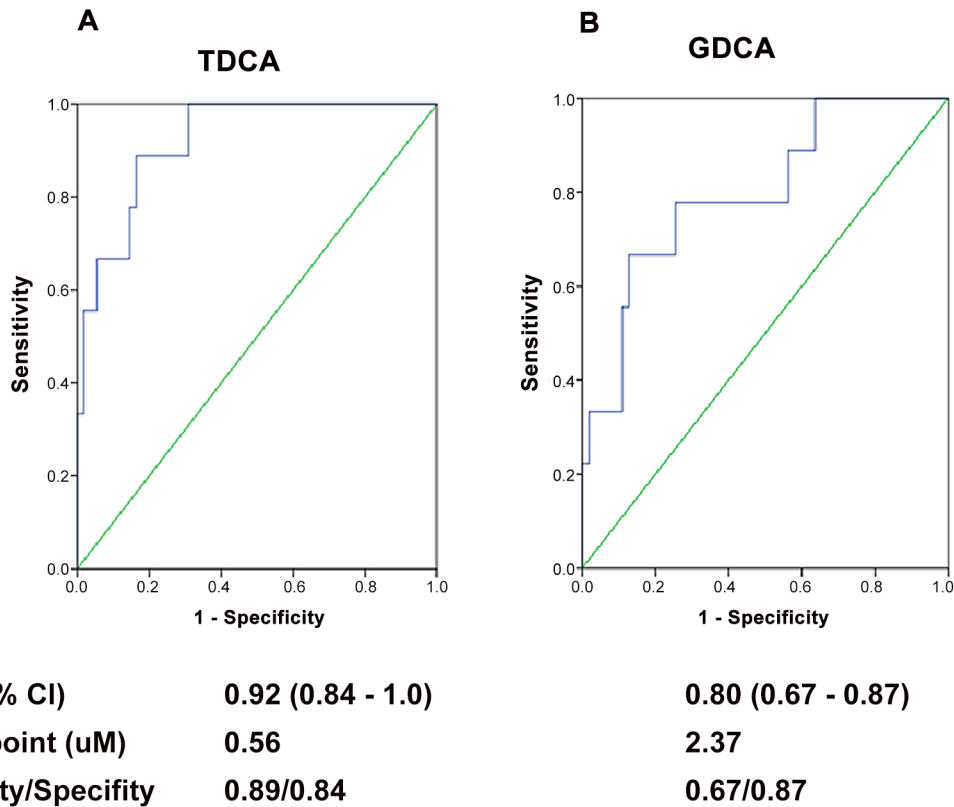 A
B
TDCA
GDCA
1.0
0.8
0.6
0.4
0.2
0.0
Sensitivity
0.0 0.2 0.4 0.6 0.8 1.0
1 - Specificity
1.0
0.8
0.6
0.4
0.2
0.0
Sensitivity
0.0 0.2 0.4 0.6 0.8 1.0
1 - Specificity
% CI) 0.92 (0.84 - 1.0) 0.80 (0.67 - 0.87)
point (uM) 0.56 2.37
ty/Specifity 0.89/0.84 0.67/0.87